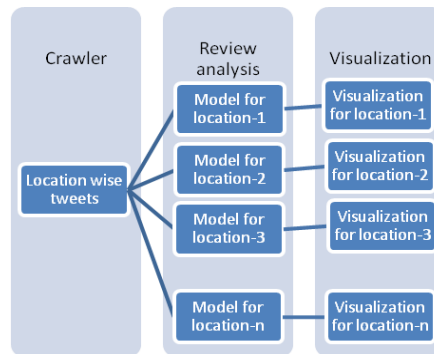 Crawler
Review
analysis
Visualization
Location wise
tweets
Model for
location-1
Visualization
for location-1
Model for
location-2
Visualization
for location-2
Model for
location-3
Visualization
for location-3
Model for
location-n
Visualization
for location-n